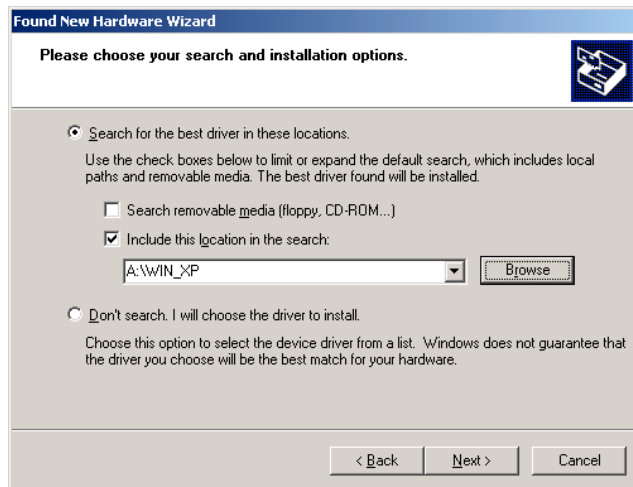 Found New Hardware Wizard
Please choose your search and installation options.
Search for the best driver in these locations.
Use the check boxes below to limit or expand the default search, which includes local
paths and removable media. The best driver found will be installed.
Search removable media (floppy, CD-ROM...)
Include this location in the search:
A:\WIN_XP
Browse
Don't search. I will choose the driver to install.
Choose this option to select the device driver from a list. Windows does not guarantee that
the driver you choose will be the best match for your hardware.
< Back Next > Cancel